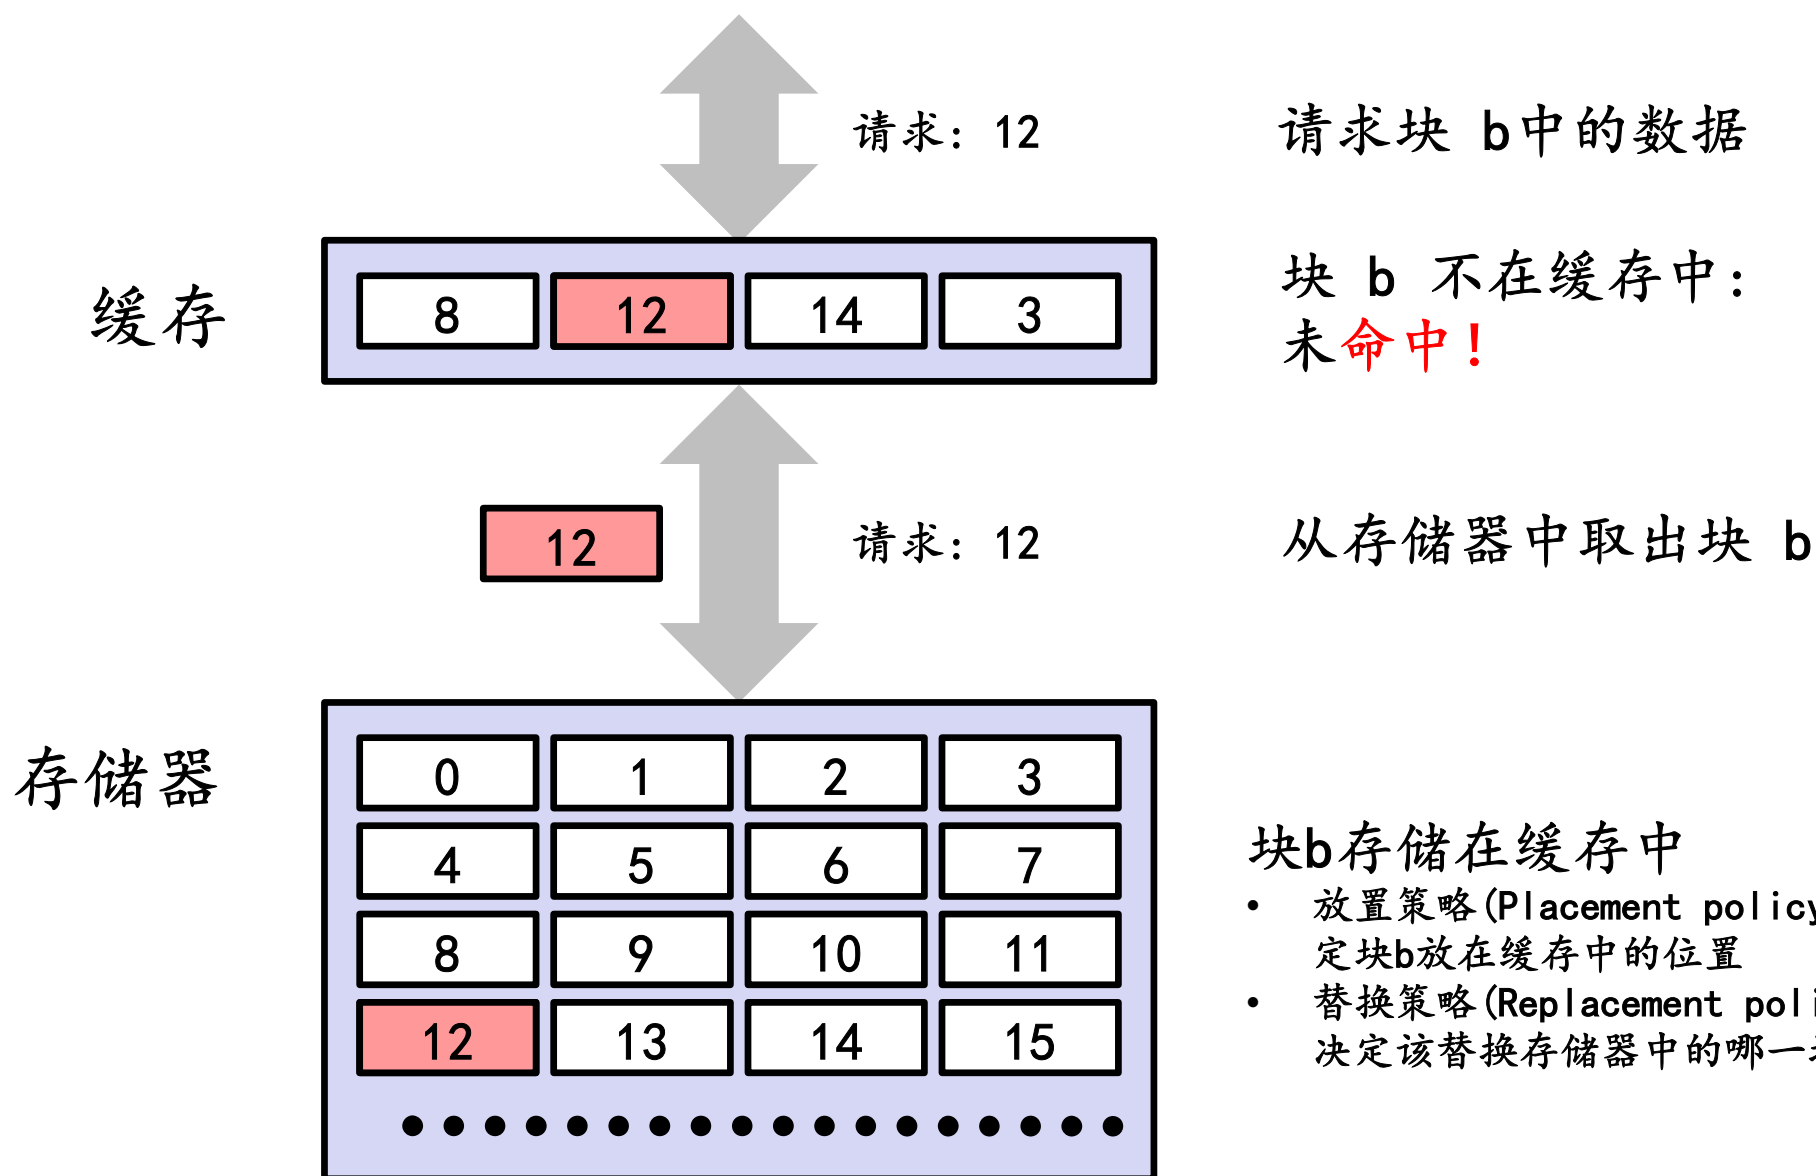 请求: 12
请求块 b中的数据
缓存
8 12 14 3
块 b 不在缓存中:
未命中!
12
请求: 12
从存储器中取出块 b
存储器
0 1 2 3
4 5 6 7
8 9 10 11
12 13 14 15
块b存储在缓存中
• 放置策略(Placement policy
定块b放在缓存中的位置
• 替换策略(Replacement poli
决定该替换存储器中的哪一